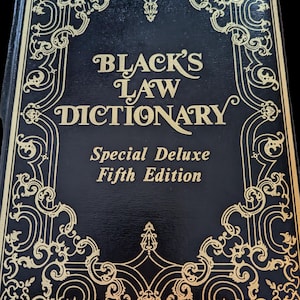 BLACK'S
LAW
DICTIONARY
Special Deluxe
Fifth Edition